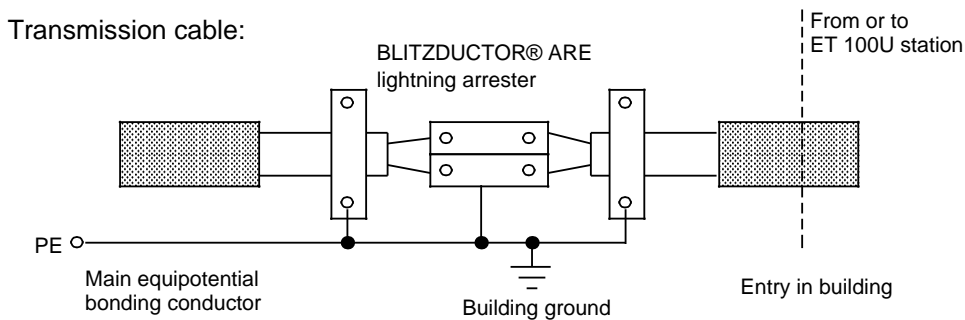 Transmission cable:
From or to
ET 100U station
BLITZDUCTOR® ARE
lightning arrester
PE
Main equipotential
bonding conductor
Building ground
Entry in building